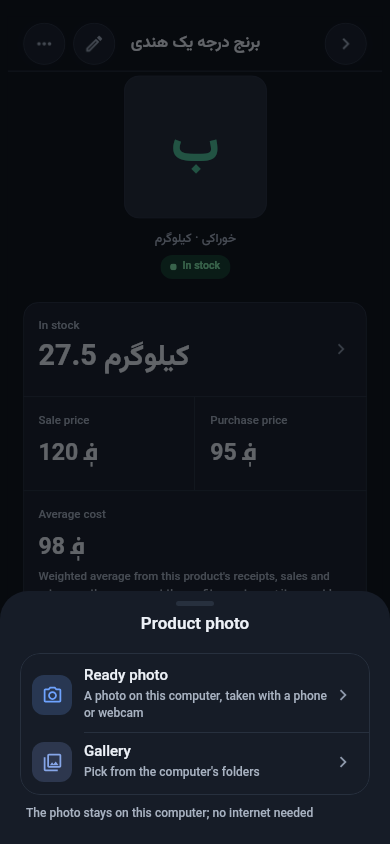 برنج درجه یک هندی
ب
خوراکی · کیلوگرم
In stock
In stock
27.5 کیلوگرم
Sale price
Purchase price
120 ؋
95 ؋
Average cost
98 ؋
Weighted average from this product's receipts, sales and
Product photo
Ready photo
A photo on this computer, taken with a phone
or webcam
Gallery
Pick from the computer's folders
The photo stays on this computer; no internet needed